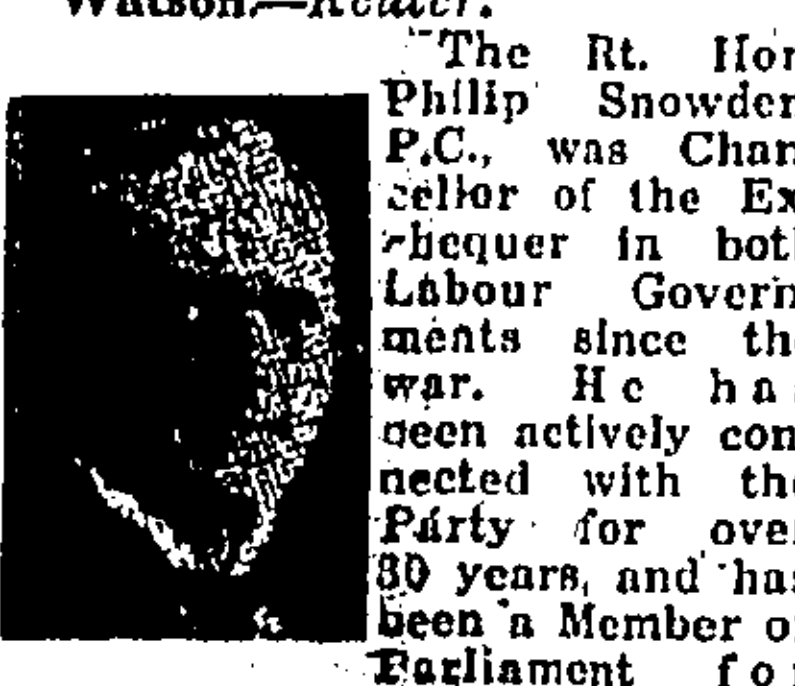 Watson.—Reuter.
The Rt. Hon
Philip Snowden
P.C., was Chan
cellor of the Ex
chequer in both
Labour Govern
ments since the
war. He has
been actively con
nected with the
Party for over
30 years, and has
been a Member of
Parliament for